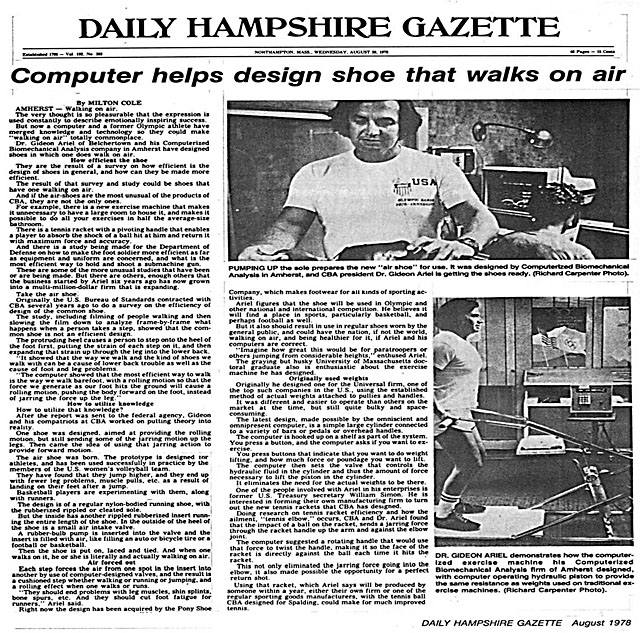 DAILY HAMPSHIRE GAZETTE
Established 1786 — Vol. 192, No. 303
NORTHAMPTON, MASS., WEDNESDAY, AUGUST 30, 1978
40 Pages — 15 Cents
Computer helps design shoe that walks on air
By MILTON COLE
AMHERST — Walking on air.
The very thought is so pleasurable that the expression is
used constantly to describe emotionally inspiring success.
But now a computer and a former Olympic athlete have
merged knowledge and technology so they could make
"walking on air" totally commonplace.
Dr. Gideon Ariel of Belchertown and his Computerized
Biomechanical Analysis company in Amherst have designed
shoes in which one does walk on air.
How efficient the shoe
They are the result of a survey on how efficient is the
design of shoes in general, and how can they be made more
efficient.
The result of that survey and study could be shoes that
have one walking on air.
And if the air-shoes are the most unusual of the products of
CBA, they are not the only ones.
For example, there is a new exercise machine that makes
it unnecessary to have a large room to house it, and makes it
possible to do all your exercises in half the average-size
bathroom.
There is a tennis racket with a pivoting handle that enables
a player to absorb the shock of a ball hit at him and return it
with maximum force and accuracy.
And there is a study being made for the Department of
Defense on how to make the foot soldier more efficient as far
as equipment and uniform are concerned, and what is the
most efficient way to hold and shoot a submachine gun.
These are some of the more unusual studies that have been
or are being made. But there are others, enough others that
the business started by Ariel six years ago has now grown
into a multi-million-dollar firm that is expanding.
Take the air shoe.
Originally the U.S. Bureau of Standards contracted with
CBA several years ago to do a survey on the efficiency of
design of the common shoe.
The study, including filming of people walking and then
slowing the film down to analyze frame-by-frame what
happens when a person takes a step, showed that the com-
mon shoe is not an efficient design.
The protruding heel causes a person to step onto the heel of
the foot first, putting the strain of each step on it, and then
expanding that strain up through the leg into the lower back.
"It showed that the way we walk and the kind of shoes we
walk with can be a cause of lower back trouble as well as the
cause of foot and leg problems.
"The computer showed that the most efficient way to walk
is the way we walk barefoot, with a rolling motion so that the
force we generate as our foot hits the ground will cause a
rolling motion, pushing the body forward on the foot, instead
of jarring the force up the leg."
How to utilize knowledge
How to utilize that knowledge?
After the report was sent to the federal agency, Gideon
and his compatriots at CBA worked on putting theory into
reality.
One shoe was designed, aimed at providing the rolling
motion, but still sending some of the jarring motion up the
legs. Then came the idea of using that jarring action to
provide forward motion.
The air shoe was born. The prototype is designed for
athletes, and has been used successfully in practice by the
members of the U.S. women's volleyball team.
They have found that they jump higher, and they end up
with fewer leg problems, muscle pulls, etc. as a result of
landing on their feet after a jump.
Basketball players are experimenting with them, along
with runners.
The design is of a regular nylon-bodied running shoe, with
the rubberized rippled or cleated sole.
But the inside has another rippled rubberized insert runn-
ing the entire length of the shoe. In the outside of the heel of
the shoe is a small air intake valve.
A rubber-bulb pump is inserted into the valve and the
insert is filled with air, like filling an auto or bicycle tire or a
football or basketball.
Then the shoe is put on, laced and tied. And when one
walks on it, he or she is literally and actually walking on air.
Air forced out
Each step forces the air from one spot in the insert into
another by use of computer-designed valves, and the result is
a cushioned step whether walking or running or jumping, and
a rolling effect when one walks or runs.
"They should end problems with leg muscles, shin splints,
bone spurs, etc. And they should cut foot fatigue for
runners," Ariel said.
Right now the design has been acquired by the Pony Shoe
USA
PUMPING UP the sole prepares the new "air shoe" for use. It was designed by Computerized Biomechanical
Analysis in Amherst, and CBA president Dr. Gideon Ariel is getting the shoes ready. (Richard Carpenter Photo).
Company, which makes footwear for all kinds of sporting ac-
tivities.
Ariel figures that the shoe will be used in Olympic and
other national and international competition. He believes it
will find a place in sports, particularly basketball, and
perhaps football as well.
But it also should result in use in regular shoes worn by the
general public, and could have the nation, if not the world,
walking on air, and being healthier for it, if Ariel and his
computers are correct.
"Imagine how great this would be for paratroopers or
others jumping from considerable heights," enthused Ariel.
The graying but husky University of Massachusetts doc-
toral graduate also is enthusiastic about the exercise
machine he has designed.
Originally used weights
Originally he designed one for the Universal firm, one of
the top such companies in the U.S., using the established
method of actual weights attached to pulleys and handles.
It was different and easier to operate than others on the
market at the time, but still quite bulky and space-
consuming.
The latest design, made possible by the omniscient and
omnipresent computer, is a simple large cylinder connected
to a variety of bars or pedals or overhead handles.
The computer is hooked up on a shelf as part of the system.
You press a button, and the computer asks if you want to ex-
ercise.
You press buttons that indicate that you want to do weight
lifting, and how much force or poundage you want to lift.
The computer then sets the valve that controls the
hydraulic fluid in the cylinder and thus the amount of force
necessary to lift the piston in the cylinder.
It eliminates the need for the actual weights to be there.
One of the people involved with Ariel in his enterprises is
former U.S. Treasury secretary William Simon. He is
interested in forming their own manufacturing firm to turn
out the new tennis rackets that CBA has designed.
Doing research on tennis racket efficiency and how the
ailment, "tennis elbow," occurs, CBA and Dr. Ariel found
that the impact of a ball on the racket, sends a jarring force
through the racket handle up the arm and against the elbow
joint.
The computer suggested a rotating handle that would use
that force to twist the handle, making it so the face of the
racket is directly against the ball each time it hits the
racket.
This not only eliminated the jarring force going into the
elbow, it also made possible the opportunity for a perfect
return shot.
Using that racket, which Ariel says will be produced by
someone within a year, either their own firm or one of the
regular sporting goods manufacturers, with the tennis ball
CBA designed for Spalding, could make for much improved
tennis.
DR. GIDEON ARIEL demonstrates how the computer-
ized exercise machine his Computerized
Biomechanical Analysis firm of Amherst designed,
with computer operating hydraulic piston to provide
the same resistance as weights used on traditional ex-
ercise machines. (Richard Carpenter Photo).
DAILY HAMPSHIRE GAZETTE August 1978